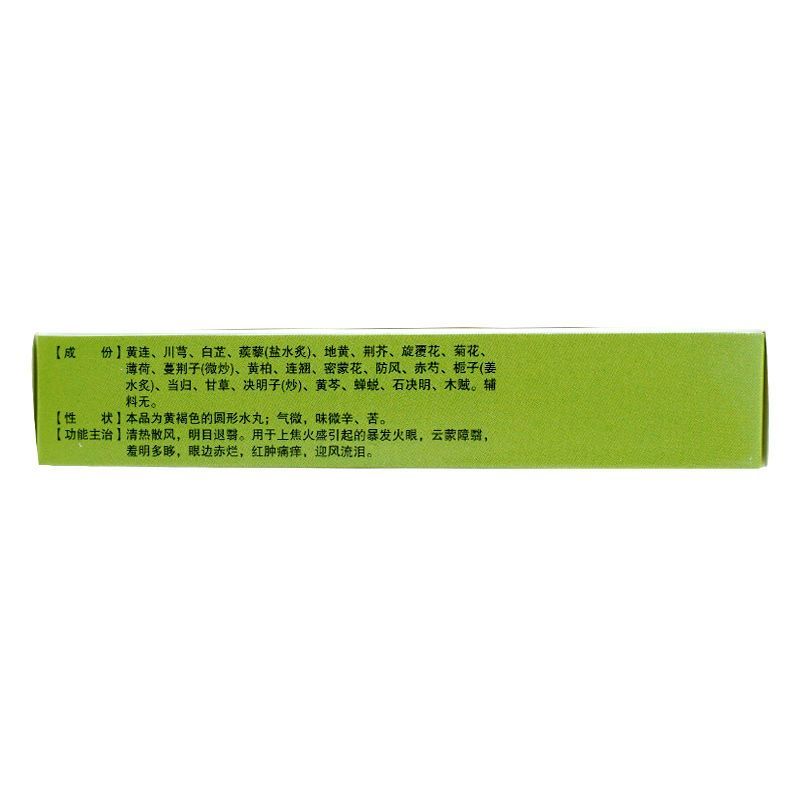 【成　份】黄连、川芎、白芷、蒺藜(盐水炙)、地黄、荆芥、旋覆花、菊花、
薄荷、蔓荆子(微炒)、黄柏、连翘、密蒙花、防风、赤芍、栀子(姜
水炙)、当归、甘草、决明子(炒)、黄芩、蝉蜕、石决明、木贼。辅
料无。
【性　状】本品为黄褐色的圆形水丸；气微，味微辛、苦。
【功能主治】清热散风，明目退翳。用于上焦火盛引起的暴发火眼，云蒙障翳，
羞明多眵，眼边赤烂，红肿痛痒，迎风流泪。